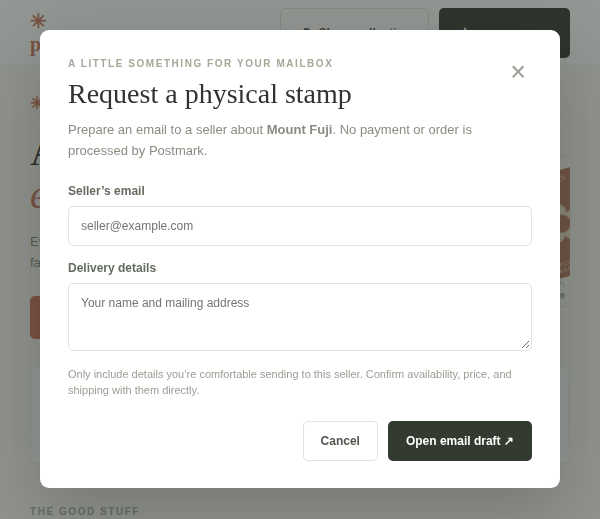 A LITTLE SOMETHING FOR YOUR MAILBOX
Request a physical stamp
Prepare an email to a seller about Mount Fuji. No payment or order is
processed by Postmark.
Seller’s email
seller@example.com
Delivery details
Your name and mailing address
Only include details you’re comfortable sending to this seller. Confirm availability, price, and
shipping with them directly.
Cancel
Open email draft ↗
THE GOOD STUFF